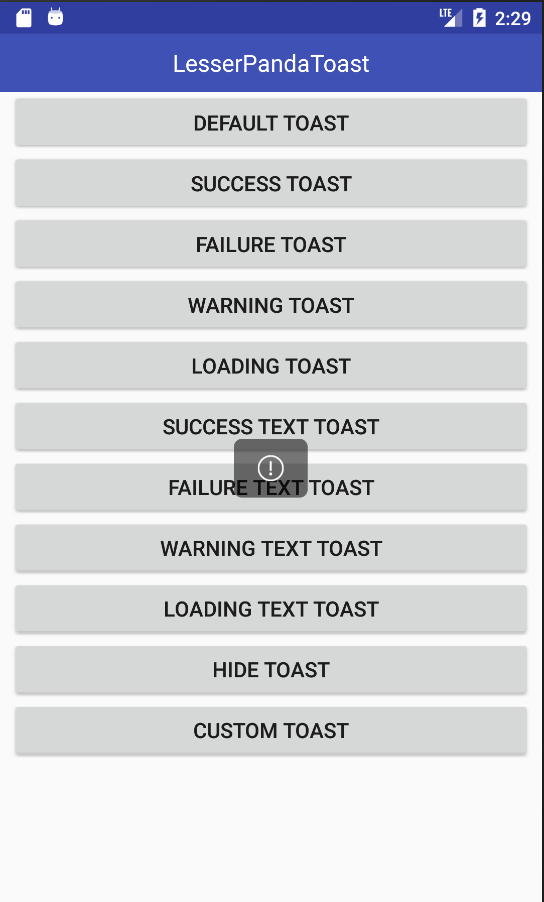 LTE 2:29
LesserPandaToast
DEFAULT TOAST
SUCCESS TOAST
FAILURE TOAST
WARNING TOAST
LOADING TOAST
SUCCESS TEXT TOAST
FAILURE TEXT TOAST
WARNING TEXT TOAST
LOADING TEXT TOAST
HIDE TOAST
CUSTOM TOAST